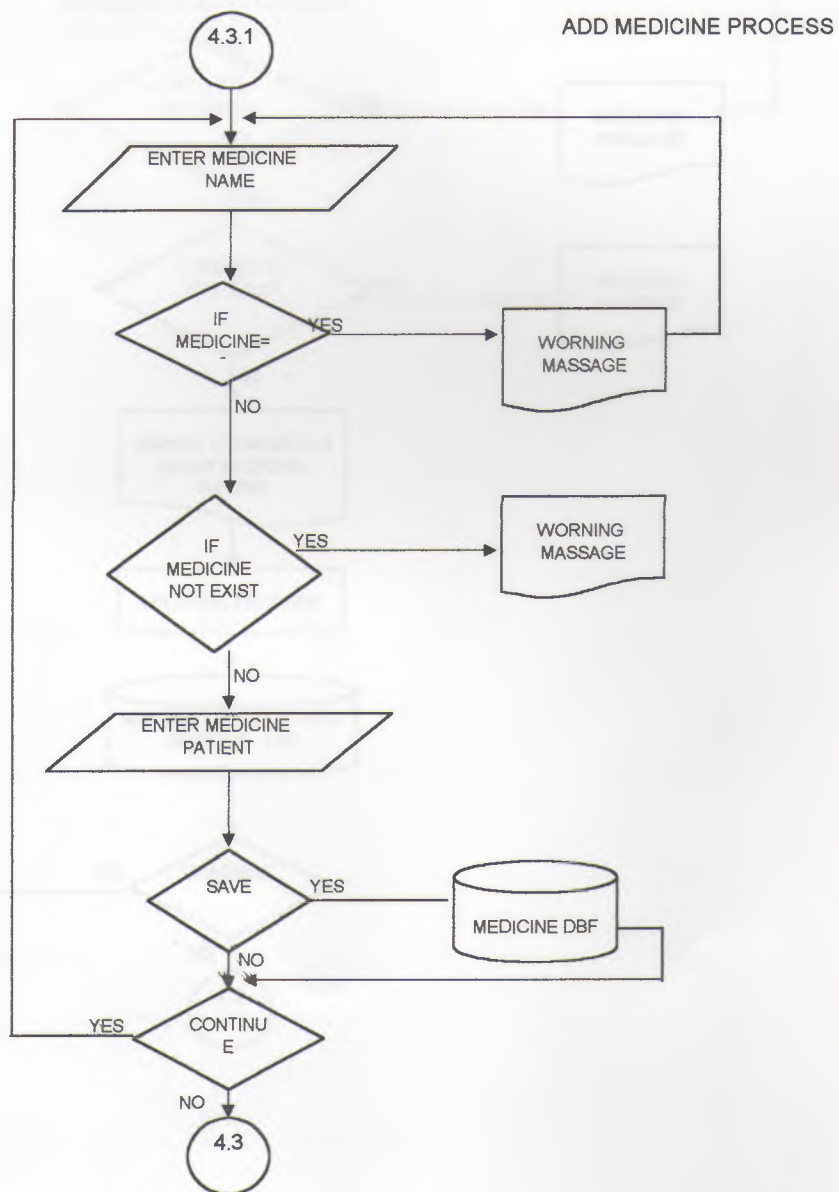 ADD MEDICINE PROCESS
4.3.1
ENTER MEDICINE
NAME
IF
MEDICINE=
YES
WORNING
MASSAGE
NO
IF
MEDICINE
NOT EXIST
YES
WORNING
MASSAGE
NO
ENTER MEDICINE
PATIENT
SAVE
YES
MEDICINE DBF
NO
CONTINU
E
YES
NO
4.3